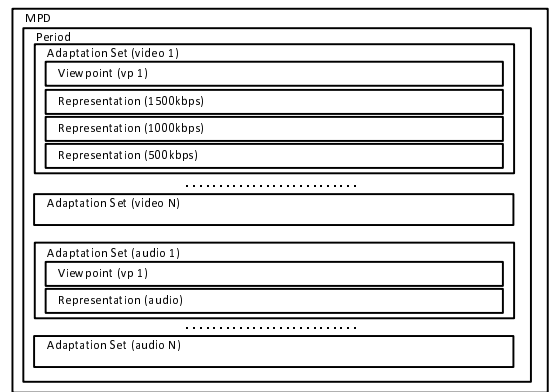 MPD
Period
Adaptation Set (video 1)
Viewpoint (vp 1)
Representation (1500kbps)
Representation (1000kbps)
Representation (500kbps)
Adaptation Set (video N)
Adaptation Set (audio 1)
Viewpoint (vp 1)
Representation (audio)
Adaptation Set (audio N)